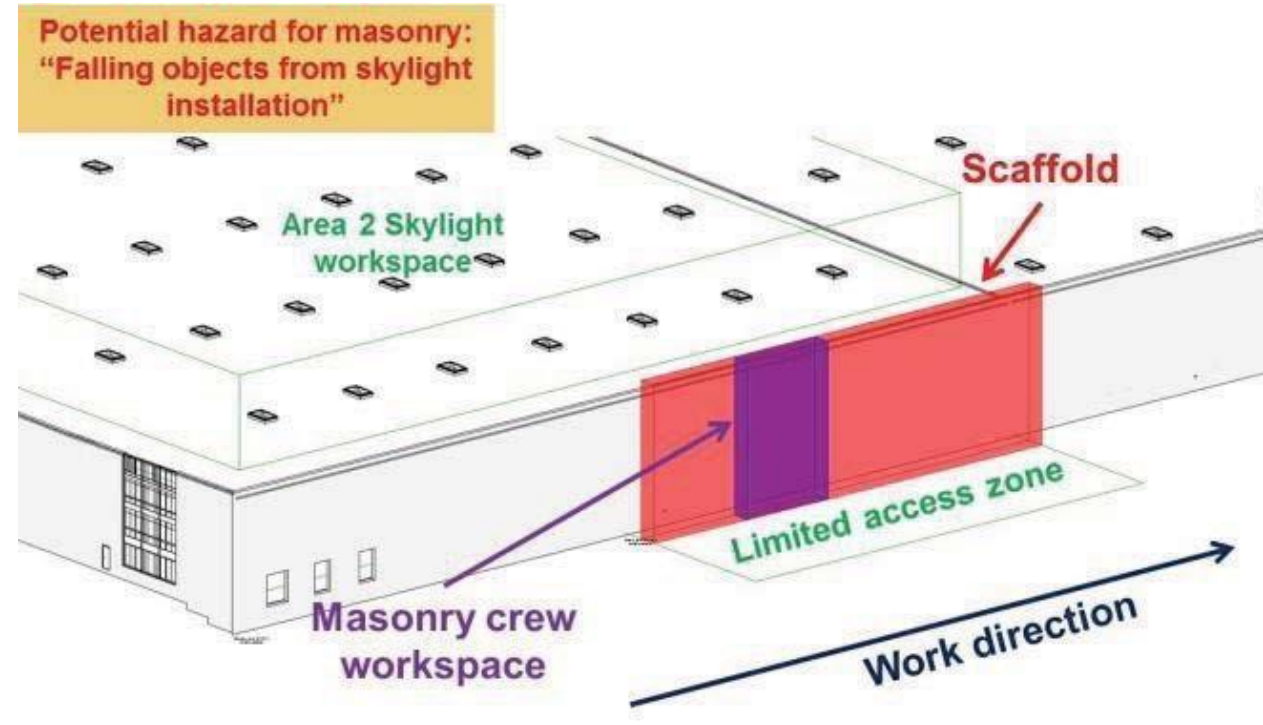 Potential hazard for masonry:
“Falling objects from skylight
installation”
Scaffold
Area 2 Skylight
workspace
Limited access zone
Masonry crew
workspace
Work direction